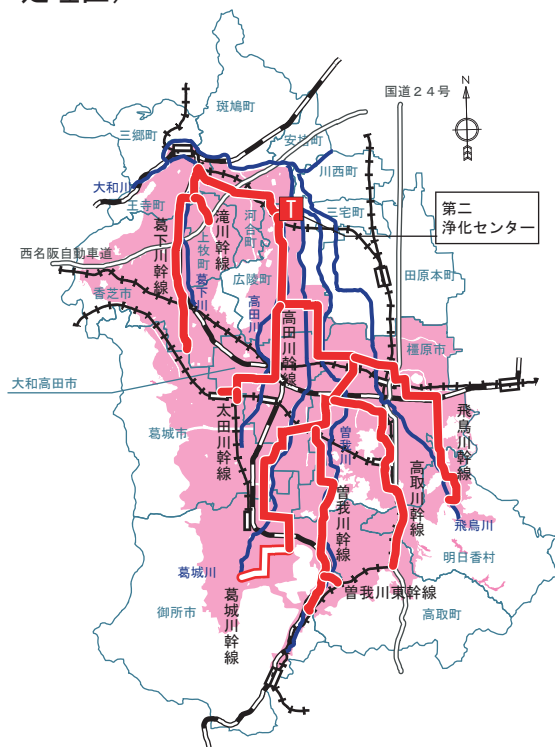 国道24号
N
斑鳩町
三郷町
安堵町
川西町
大和川
王寺町
三宅町
T
第二
浄化センター
滝川幹線
河合町
上牧町
葛下川幹線
西名阪自動車道
田原本町
広陵町
葛下川
香芝市
高田川
高田川幹線
橿原市
大和高田市
太田川幹線
飛鳥川幹線
葛城市
曽我川
高取川幹線
曽我川幹線
飛鳥川
明日香村
葛城川
葛城川幹線
曽我川東幹線
御所市
高取町